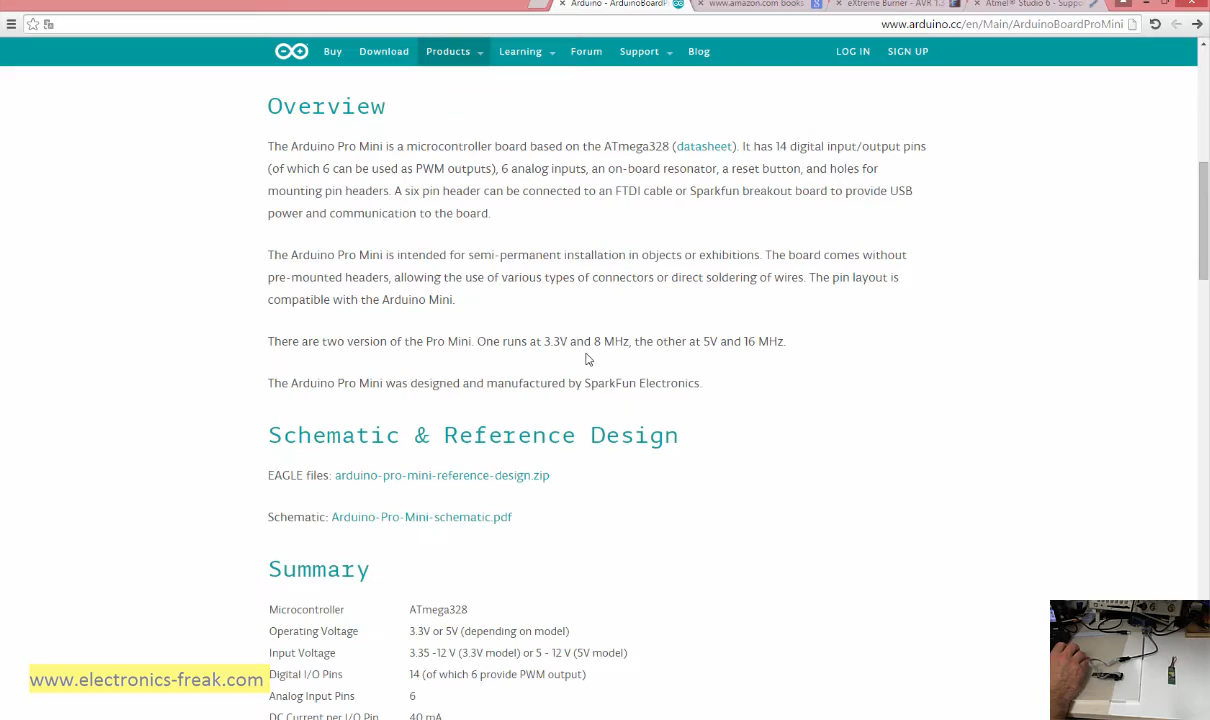 Arduino - ArduinoBoardP
www.amazon.com books
eXtreme Burner - AVR 1.3
Atmel® Studio 6 - Suppo
www.arduino.cc/en/Main/ArduinoBoardProMini
Buy Download Products Learning Forum Support Blog LOG IN SIGN UP
Overview
The Arduino Pro Mini is a microcontroller board based on the ATmega328 (datasheet). It has 14 digital input/output pins
(of which 6 can be used as PWM outputs), 6 analog inputs, an on-board resonator, a reset button, and holes for
mounting pin headers. A six pin header can be connected to an FTDI cable or Sparkfun breakout board to provide USB
power and communication to the board.
The Arduino Pro Mini is intended for semi-permanent installation in objects or exhibitions. The board comes without
pre-mounted headers, allowing the use of various types of connectors or direct soldering of wires. The pin layout is
compatible with the Arduino Mini.
There are two version of the Pro Mini. One runs at 3.3V and 8 MHz, the other at 5V and 16 MHz.
The Arduino Pro Mini was designed and manufactured by SparkFun Electronics.
Schematic & Reference Design
EAGLE files: arduino-pro-mini-reference-design.zip
Schematic: Arduino-Pro-Mini-schematic.pdf
Summary
Microcontroller ATmega328
Operating Voltage 3.3V or 5V (depending on model)
Input Voltage 3.35 -12 V (3.3V model) or 5 - 12 V (5V model)
Digital I/O Pins 14 (of which 6 provide PWM output)
www.electronics-freak.com
Analog Input Pins 6
DC Current per I/O Pin 40 mA